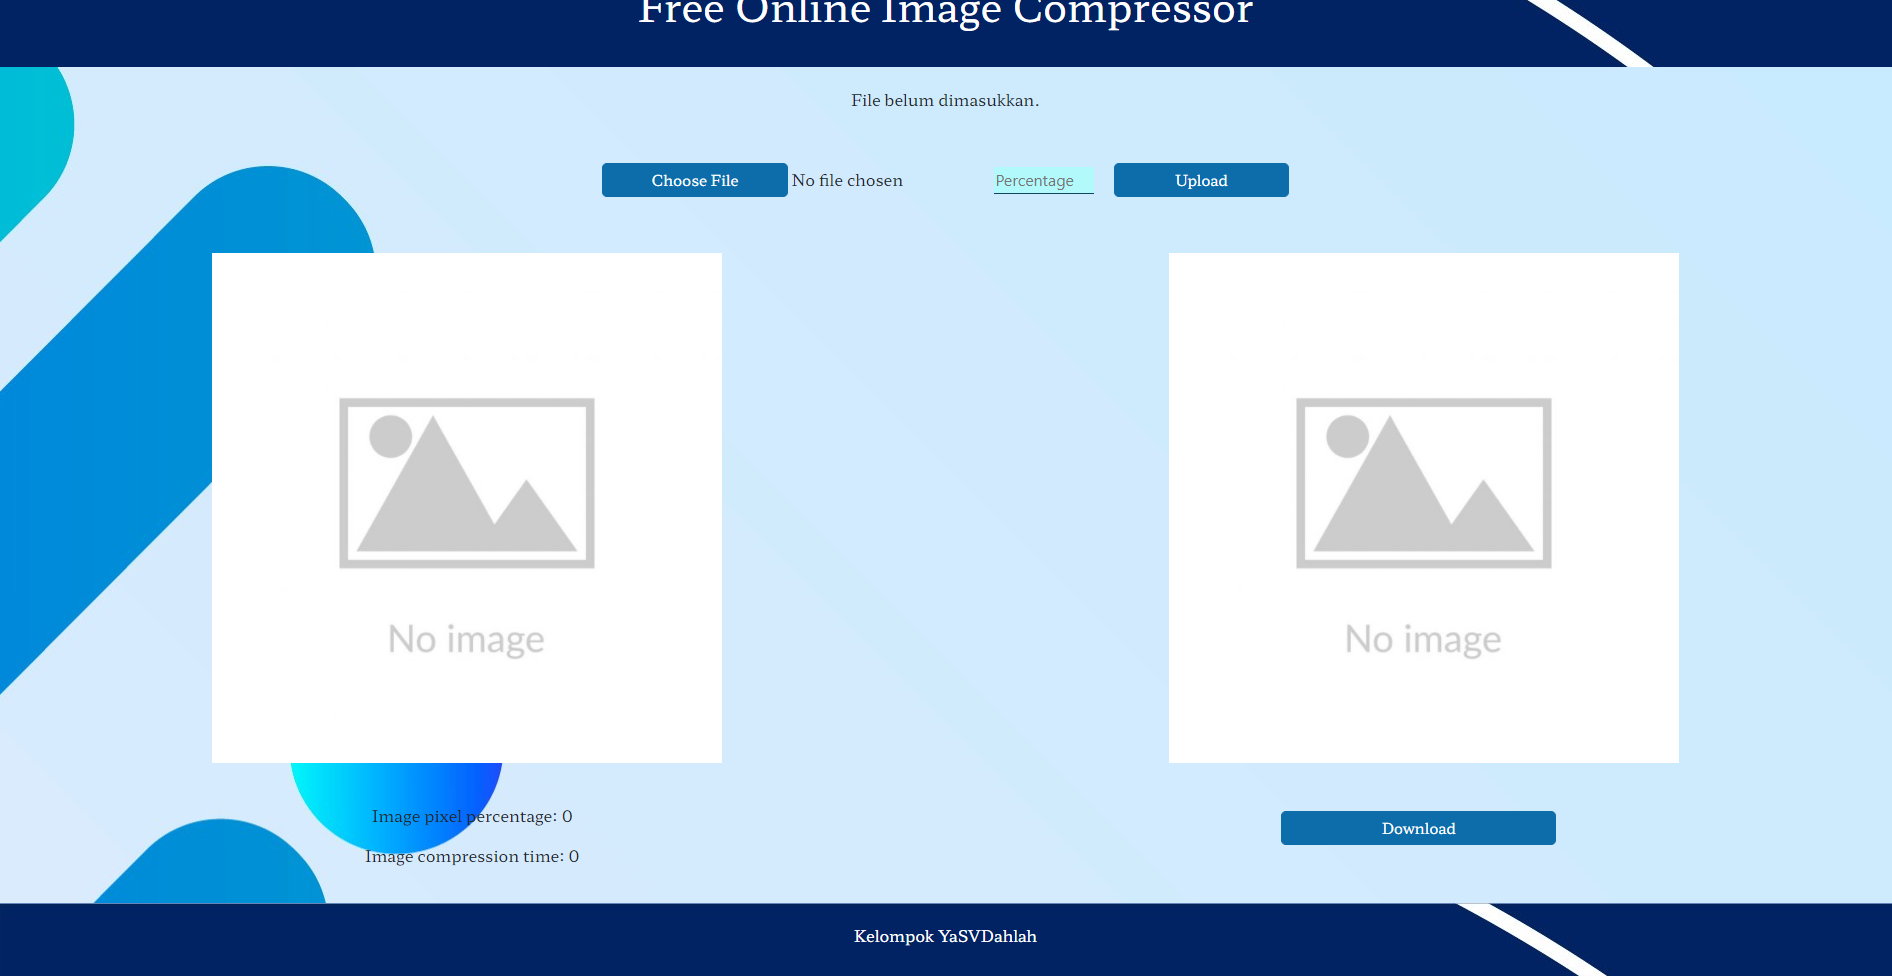 Free Online Image Compressor
File belum dimasukkan.
Choose File No file chosen Percentage Upload
No image No image
Image pixel percentage: 0
Download
Image compression time: 0
Kelompok YaSVDahlah